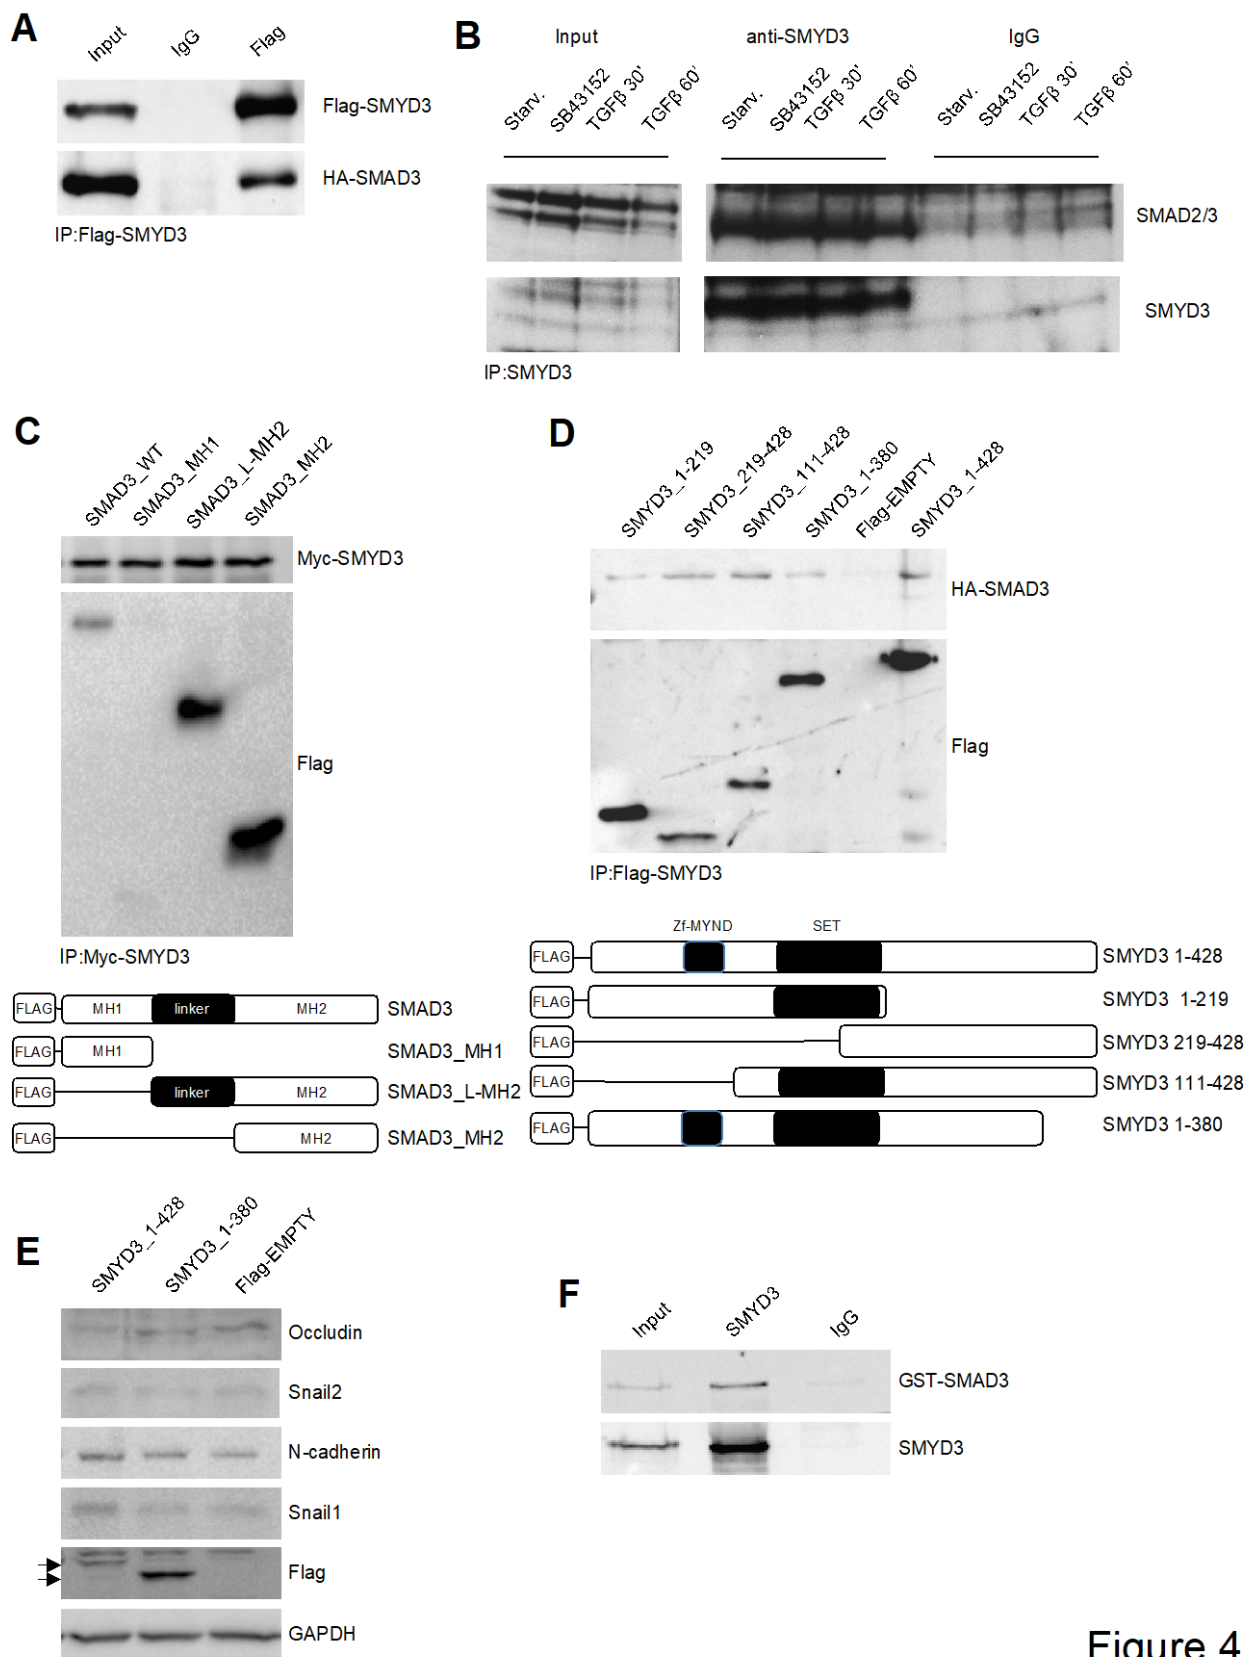 A
Input
IgG
Flag
Flag-SMYD3
HA-SMAD3
IP:Flag-SMYD3
B
Input
anti-SMYD3
IgG
Starv.
SB43152
TGFβ 30'
TGFβ 60'
Starv.
SB43152
TGFβ 30'
TGFβ 60'
Starv.
SB43152
TGFβ 30'
TGFβ 60'
SMAD2/3
SMYD3
IP:SMYD3
C
SMAD3_WT
SMAD3_MH1
SMAD3_L-MH2
SMAD3_MH2
Myc-SMYD3
Flag
IP:Myc-SMYD3
FLAG MH1 linker MH2 SMAD3
FLAG MH1 SMAD3_MH1
FLAG linker MH2 SMAD3_L-MH2
FLAG MH2 SMAD3_MH2
D
SMYD3_1-219
SMYD3_219-428
SMYD3_111-428
SMYD3_1-380
Flag-EMPTY
SMYD3_1-428
HA-SMAD3
Flag
IP:Flag-SMYD3
Zf-MYND SET
FLAG SMYD3 1-428
FLAG SMYD3 1-219
FLAG SMYD3 219-428
FLAG SMYD3 111-428
FLAG SMYD3 1-380
E
SMYD3_1-428
SMYD3_1-380
Flag-EMPTY
Occludin
Snail2
N-cadherin
Snail1
Flag
GAPDH
F
Input
SMYD3
IgG
GST-SMAD3
SMYD3
Figure 4